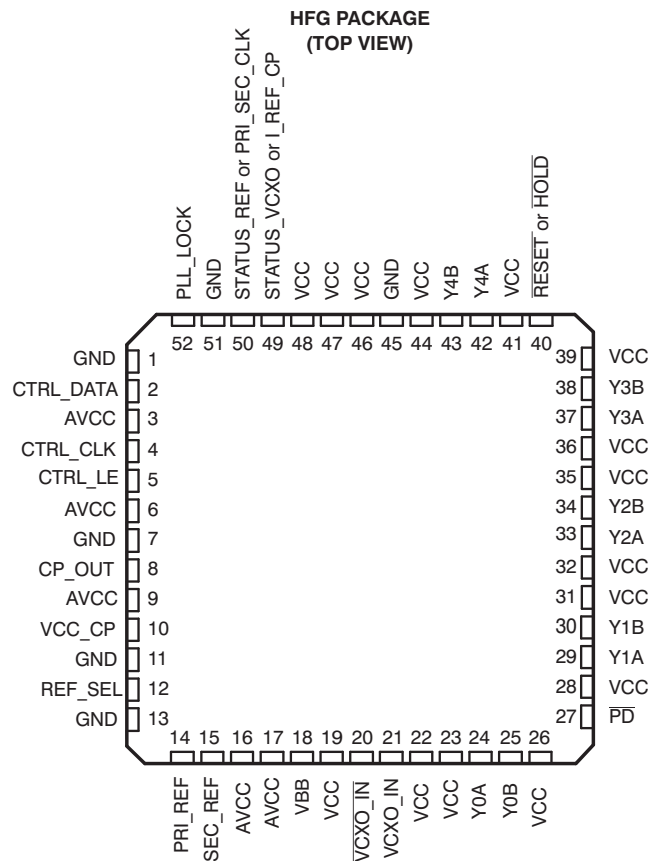 HFG PACKAGE
(TOP VIEW)
PLL_LOCK
GND
STATUS_REF or PRI_SEC_CLK
STATUS_VCXO or I_REF_CP
VCC
VCC
VCC
GND
VCC
Y4B
Y4A
VCC
RESET or HOLD
52 51 50 49 48 47 46 45 44 43 42 41 40
GND 1
CTRL_DATA 2
AVCC 3
CTRL_CLK 4
CTRL_LE 5
AVCC 6
GND 7
CP_OUT 8
AVCC 9
VCC_CP 10
GND 11
REF_SEL 12
GND 13
39 VCC
38 Y3B
37 Y3A
36 VCC
35 VCC
34 Y2B
33 Y2A
32 VCC
31 VCC
30 Y1B
29 Y1A
28 VCC
27 PD
14 15 16 17 18 19 20 21 22 23 24 25 26
PRI_REF
SEC_REF
AVCC
AVCC
VBB
VCC
VCXO_IN
VCXO_IN
VCC
VCC
Y0A
Y0B
VCC